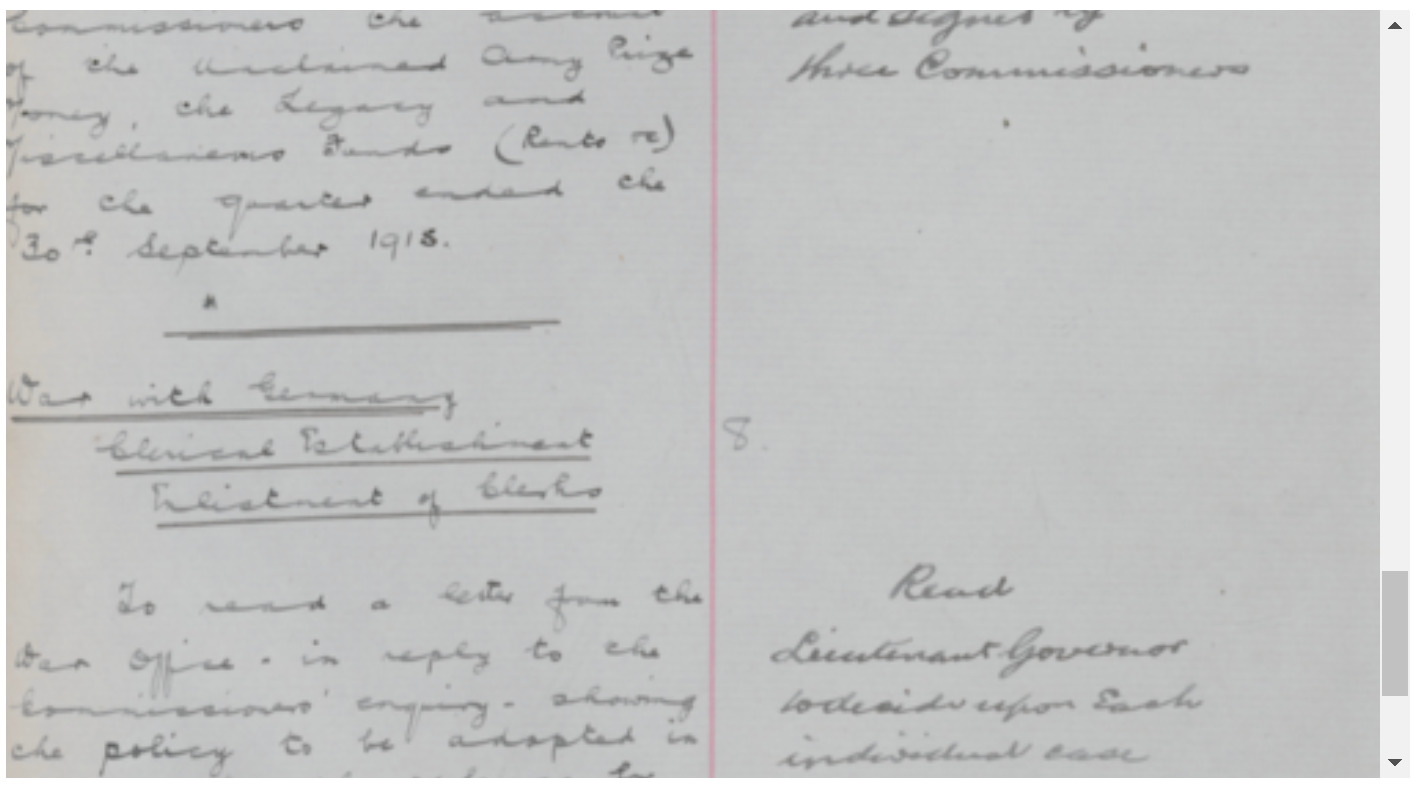 Commissioners the
of the Unclaimed Army Prize
Money, the Legacy and
Miscellaneous Funds (Rents &c)
for the quarter ended the
30th September 1915.
"
War with Germany
Clerical Establishment
Enlistment of Clerks
To read a letter from the
War Office - in reply to the
Commissioners' enquiry - showing
the policy to be adopted in
and signed by
three Commissioners
8.
Read
Lieutenant Governor
to decide upon Each
individual case